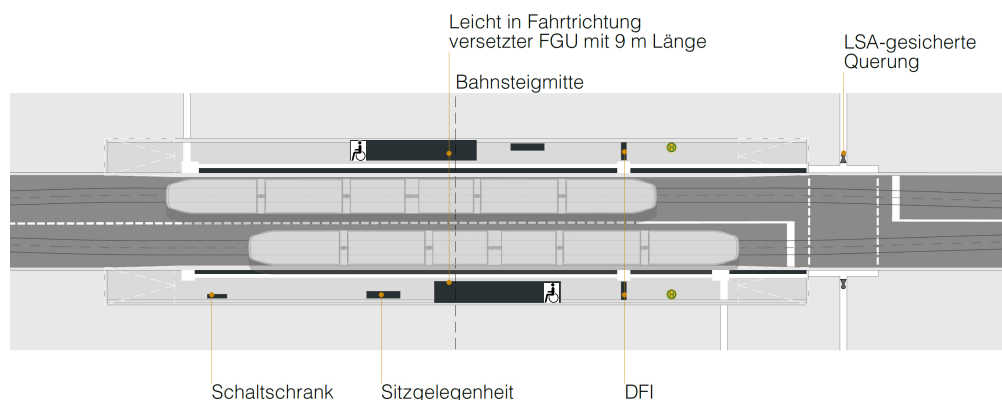 Leicht in Fahrtrichtung
versetzter FGU mit 9 m Länge
LSA-gesicherte
Querung
Bahnsteigmitte
H
H
Schaltschrank
Sitzgelegenheit
DFI